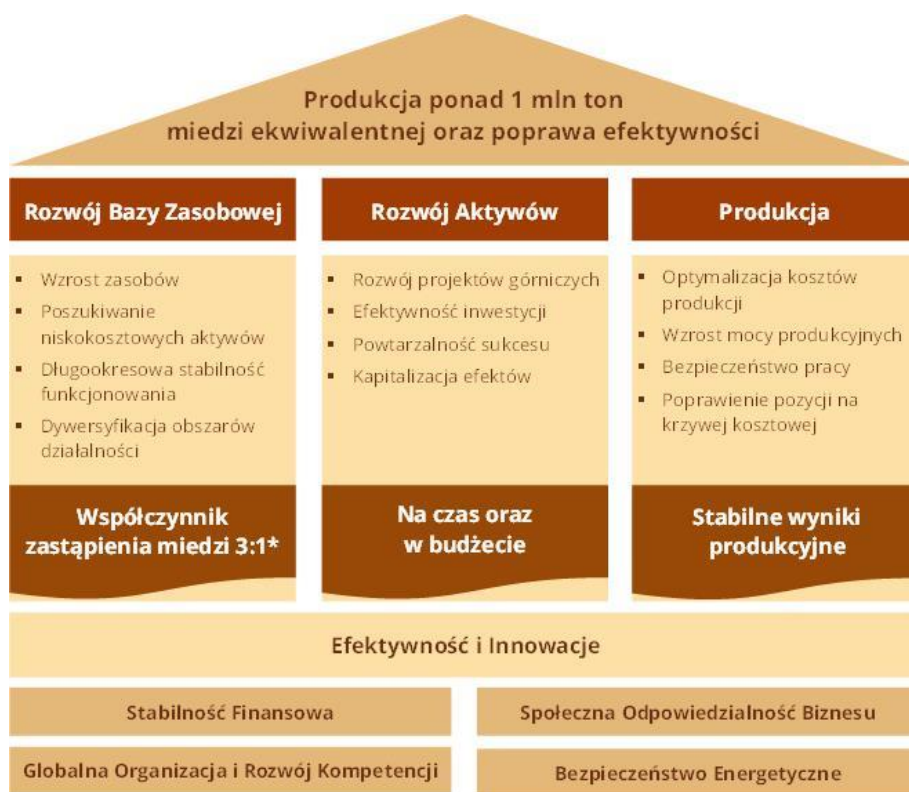 Produkcja ponad 1 mln ton
miedzi ekwiwalentnej oraz poprawa efektywności
Rozwój Bazy Zasobowej
▪ Wzrost zasobów
▪ Poszukiwanie
niskokosztowych aktywów
▪ Długookresowa stabilność
funkcjonowania
▪ Dywersyfikacja obszarów
działalności
Współczynnik
zastąpienia miedzi 3:1*
Rozwój Aktywów
▪ Rozwój projektów górniczych
▪ Efektywność inwestycji
▪ Powtarzalność sukcesu
▪ Kapitalizacja efektów
Na czas oraz
w budżecie
Produkcja
▪ Optymalizacja kosztów
produkcji
▪ Wzrost mocy produkcyjnych
▪ Bezpieczeństwo pracy
▪ Poprawienie pozycji na
krzywej kosztowej
Stabilne wyniki
produkcyjne
Efektywność i Innowacje
Stabilność Finansowa
Społeczna Odpowiedzialność Biznesu
Globalna Organizacja i Rozwój Kompetencji
Bezpieczeństwo Energetyczne